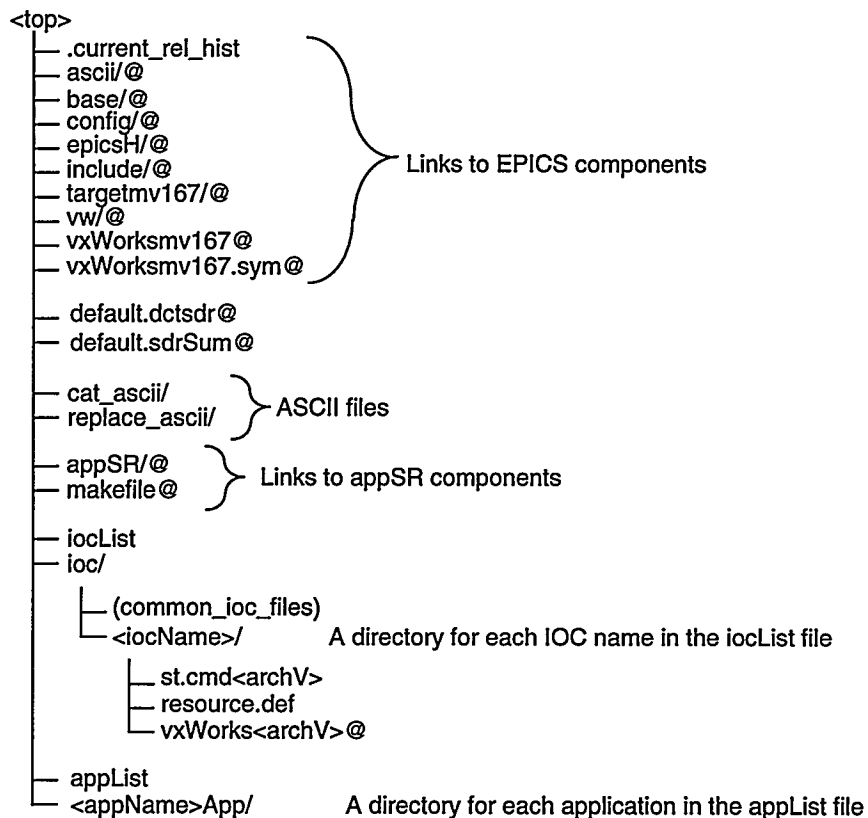 <top>
.current_rel_hist
ascii/@
base/@
config/@
epicsH/@
include/@
targetmv167/@
vw/@
vxWorksmv167@
vxWorksmv167.sym@
Links to EPICS components
default.dctsdr@
default.sdrSum@
cat_ascii/
replace_ascii/
ASCII files
appSR/@
makefile@
Links to appSR components
iocList
ioc/
(common_ioc_files)
<iocName>/ A directory for each IOC name in the iocList file
st.cmd<archV>
resource.def
vxWorks<archV>@
appList
<appName>App/ A directory for each application in the appList file